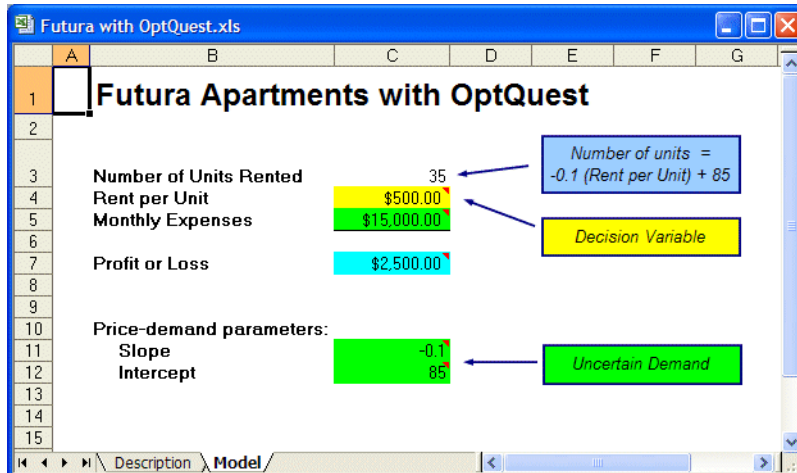 Futura with OptQuest.xls
A B C D E F G
1 Futura Apartments with OptQuest
2
Number of units =
3 Number of Units Rented 35 -0.1 (Rent per Unit) + 85
4 Rent per Unit $500.00
5 Monthly Expenses $15,000.00
Decision Variable
6
7 Profit or Loss $2,500.00
8
9
10 Price-demand parameters:
11 Slope -0.1
Uncertain Demand
12 Intercept 85
13
14
15
Description Model